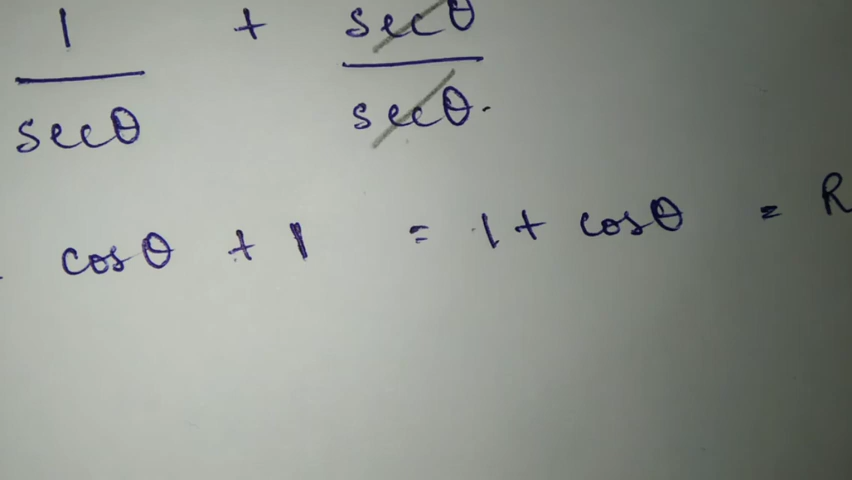 1 + secθ
secθ secθ.
cosθ + 1 = 1 + cosθ = R